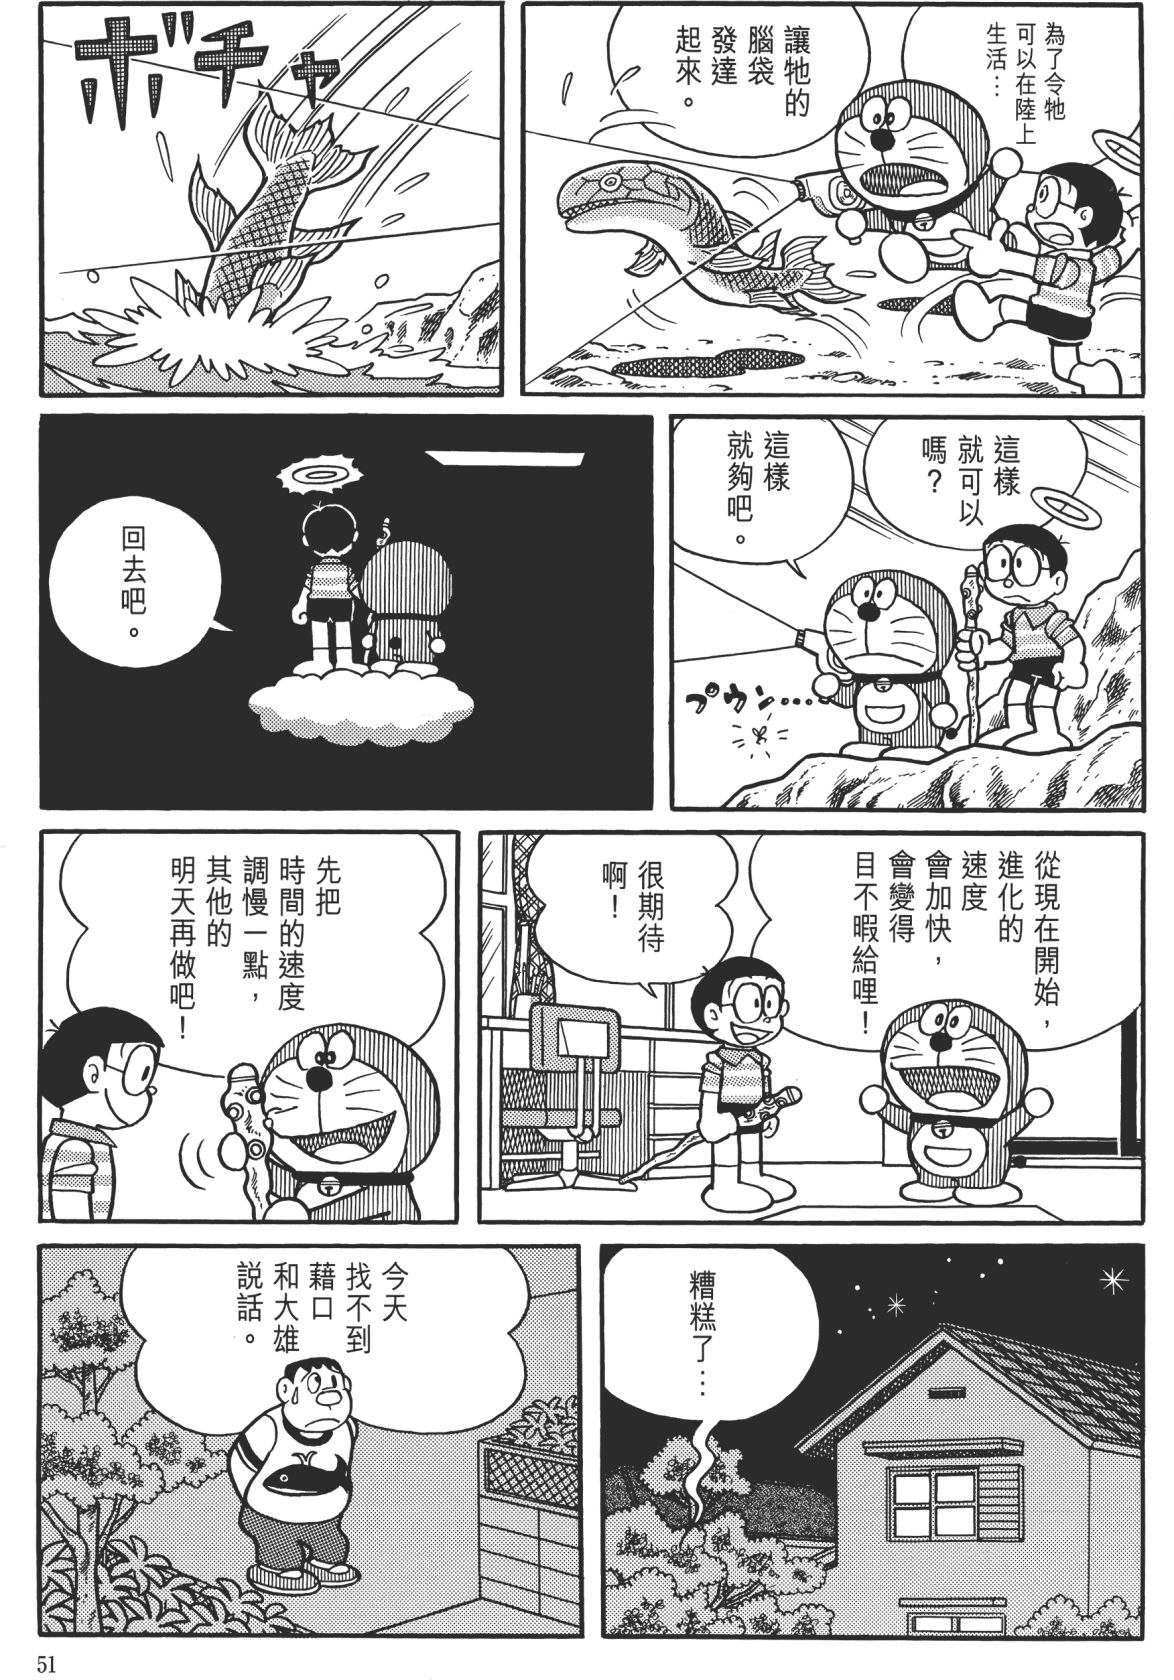 為了令牠
可以在陸上
生活…
讓牠的
腦袋
發達
起來。
ボチャ
這樣
就可以
嗎？
這樣
就夠吧。
プウン……
回去吧。
從現在開始，
進化的
速度
會加快，
會變得
目不暇給哩！
很期待
啊！
先把
時間的速度
調慢一點，
其他的
明天再做吧！
糟糕了…
今天
找不到
藉口
和大雄
説話。
51